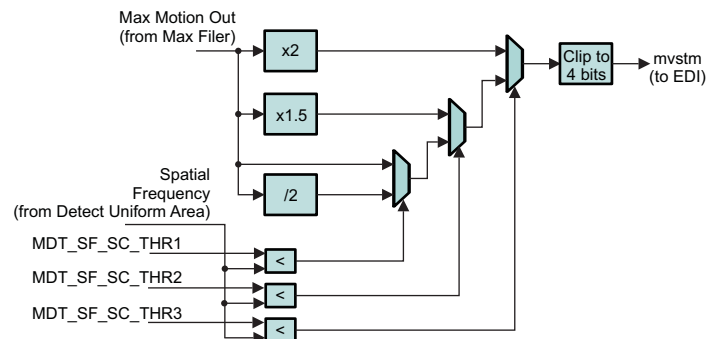 Max Motion Out
(from Max Filer)
x2
Clip to
4 bits
mvstm
(to EDI)
x1.5
Spatial
Frequency
(from Detect Uniform Area)
/2
MDT_SF_SC_THR1
<
MDT_SF_SC_THR2
<
MDT_SF_SC_THR3
<